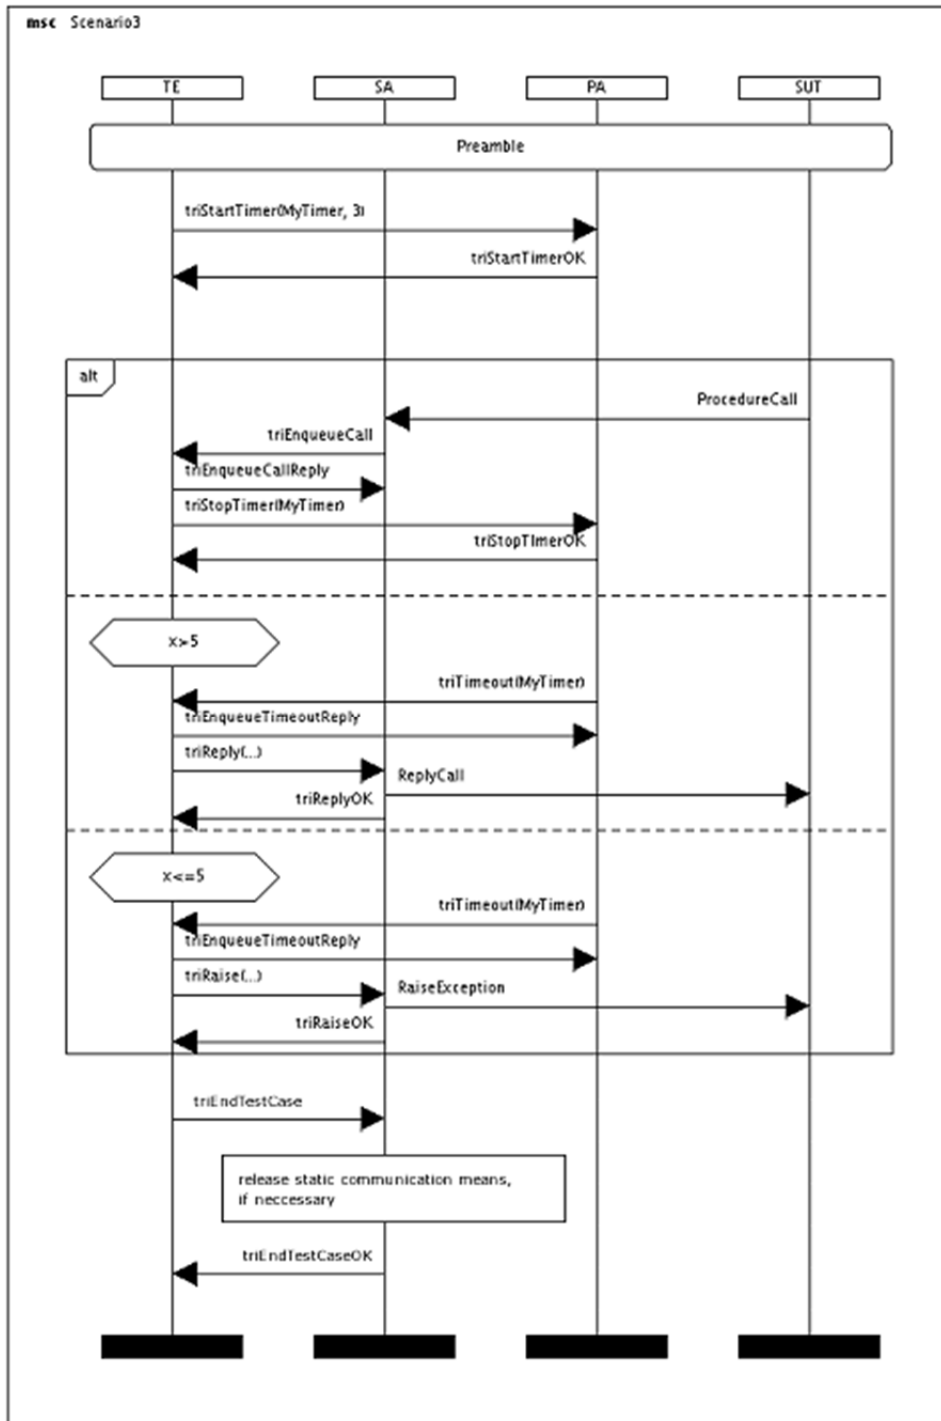 msc Scenario3
TE
SA
PA
SUT
Preamble
triStartTimer(MyTimer, 3)
triStartTimerOK
alt
ProcedureCall
triEnqueueCall
triEnqueueCallReply
triStopTimer(MyTimer)
triStopTImerOK
x>5
triTimeout(MyTimer)
triEnqueueTimeoutReply
triReply(...)
ReplyCall
triReplyOK
x<=5
triTimeout(MyTimer)
triEnqueueTimeoutReply
triRaise(...)
RaiseException
triRaiseOK
triEndTestCase
release static communication means,
if neccessary
triEndTestCaseOK